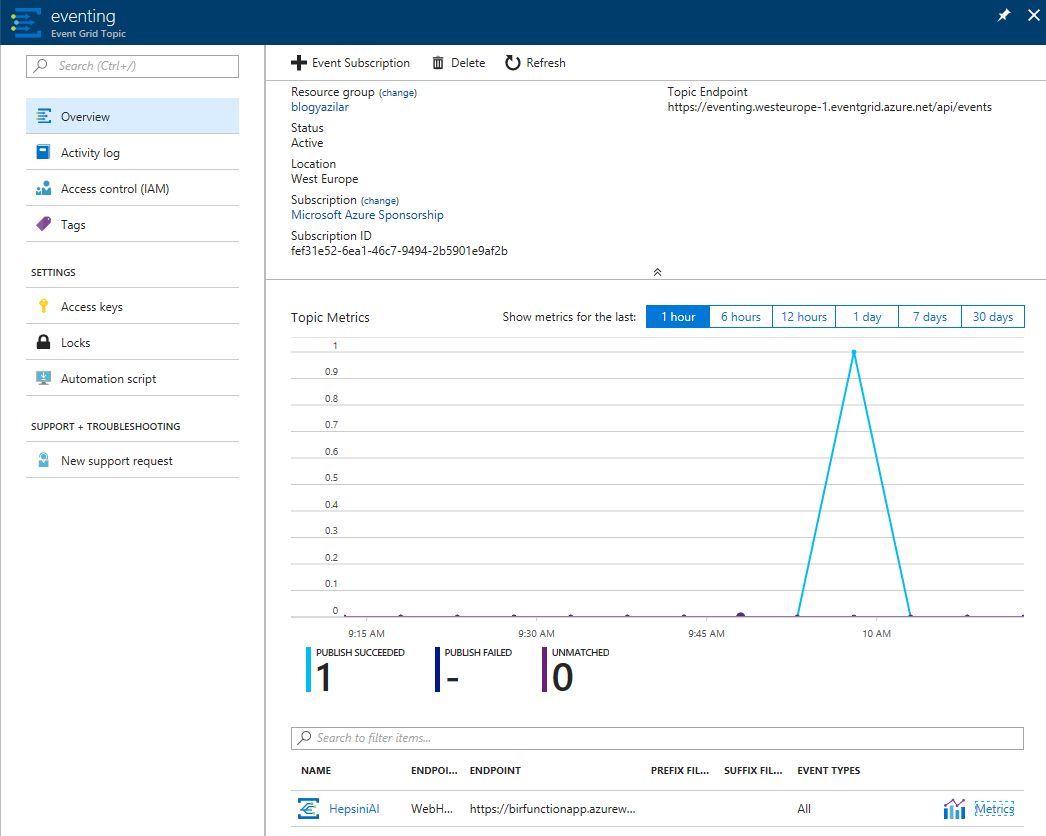 eventing
Event Grid Topic
Search (Ctrl+/)
Overview
Activity log
Access control (IAM)
Tags
SETTINGS
Access keys
Locks
Automation script
SUPPORT + TROUBLESHOOTING
New support request
Event Subscription Delete Refresh
Resource group (change)
blogyazilar
Status
Active
Location
West Europe
Subscription (change)
Microsoft Azure Sponsorship
Subscription ID
fef31e52-6ea1-46c7-9494-2b5901e9af2b
Topic Endpoint
https://eventing.westeurope-1.eventgrid.azure.net/api/events
Topic Metrics Show metrics for the last: 1 hour 6 hours 12 hours 1 day 7 days 30 days
1
0.9
0.8
0.7
0.6
0.5
0.4
0.3
0.2
0.1
0
9:15 AM 9:30 AM 9:45 AM 10 AM
PUBLISH SUCCEEDED PUBLISH FAILED UNMATCHED
1 - 0
Search to filter items...
NAME ENDPOI... ENDPOINT PREFIX FIL... SUFFIX FIL... EVENT TYPES
HepsiniAl WebH... https://birfunctionapp.azurew... All Metrics